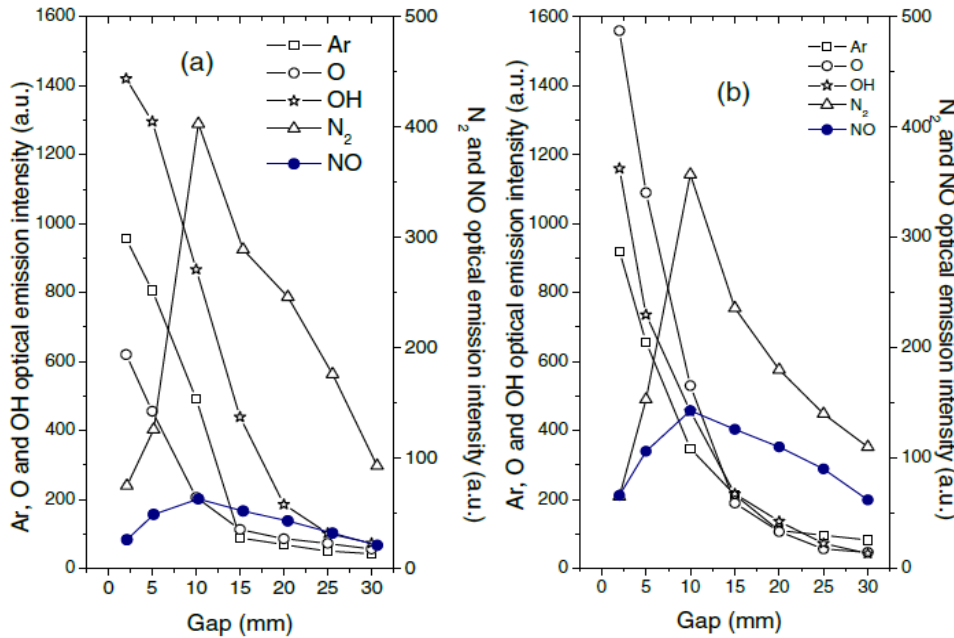 (a)
Ar
O
OH
N2
NO
Ar, O and OH optical emission intensity (a.u.)
1600
1400
1200
1000
800
600
400
200
0
500
400
300
200
100
0
N2 and NO optical emission intensity (a.u.)
0 5 10 15 20 25 30
Gap (mm)
(b)
Ar
O
OH
N2
NO
Ar, O and OH optical emission intensity (a.u.)
1600
1400
1200
1000
800
600
400
200
0
500
400
300
200
100
0
N2 and NO optical emission intensity (a.u.)
0 5 10 15 20 25 30
Gap (mm)